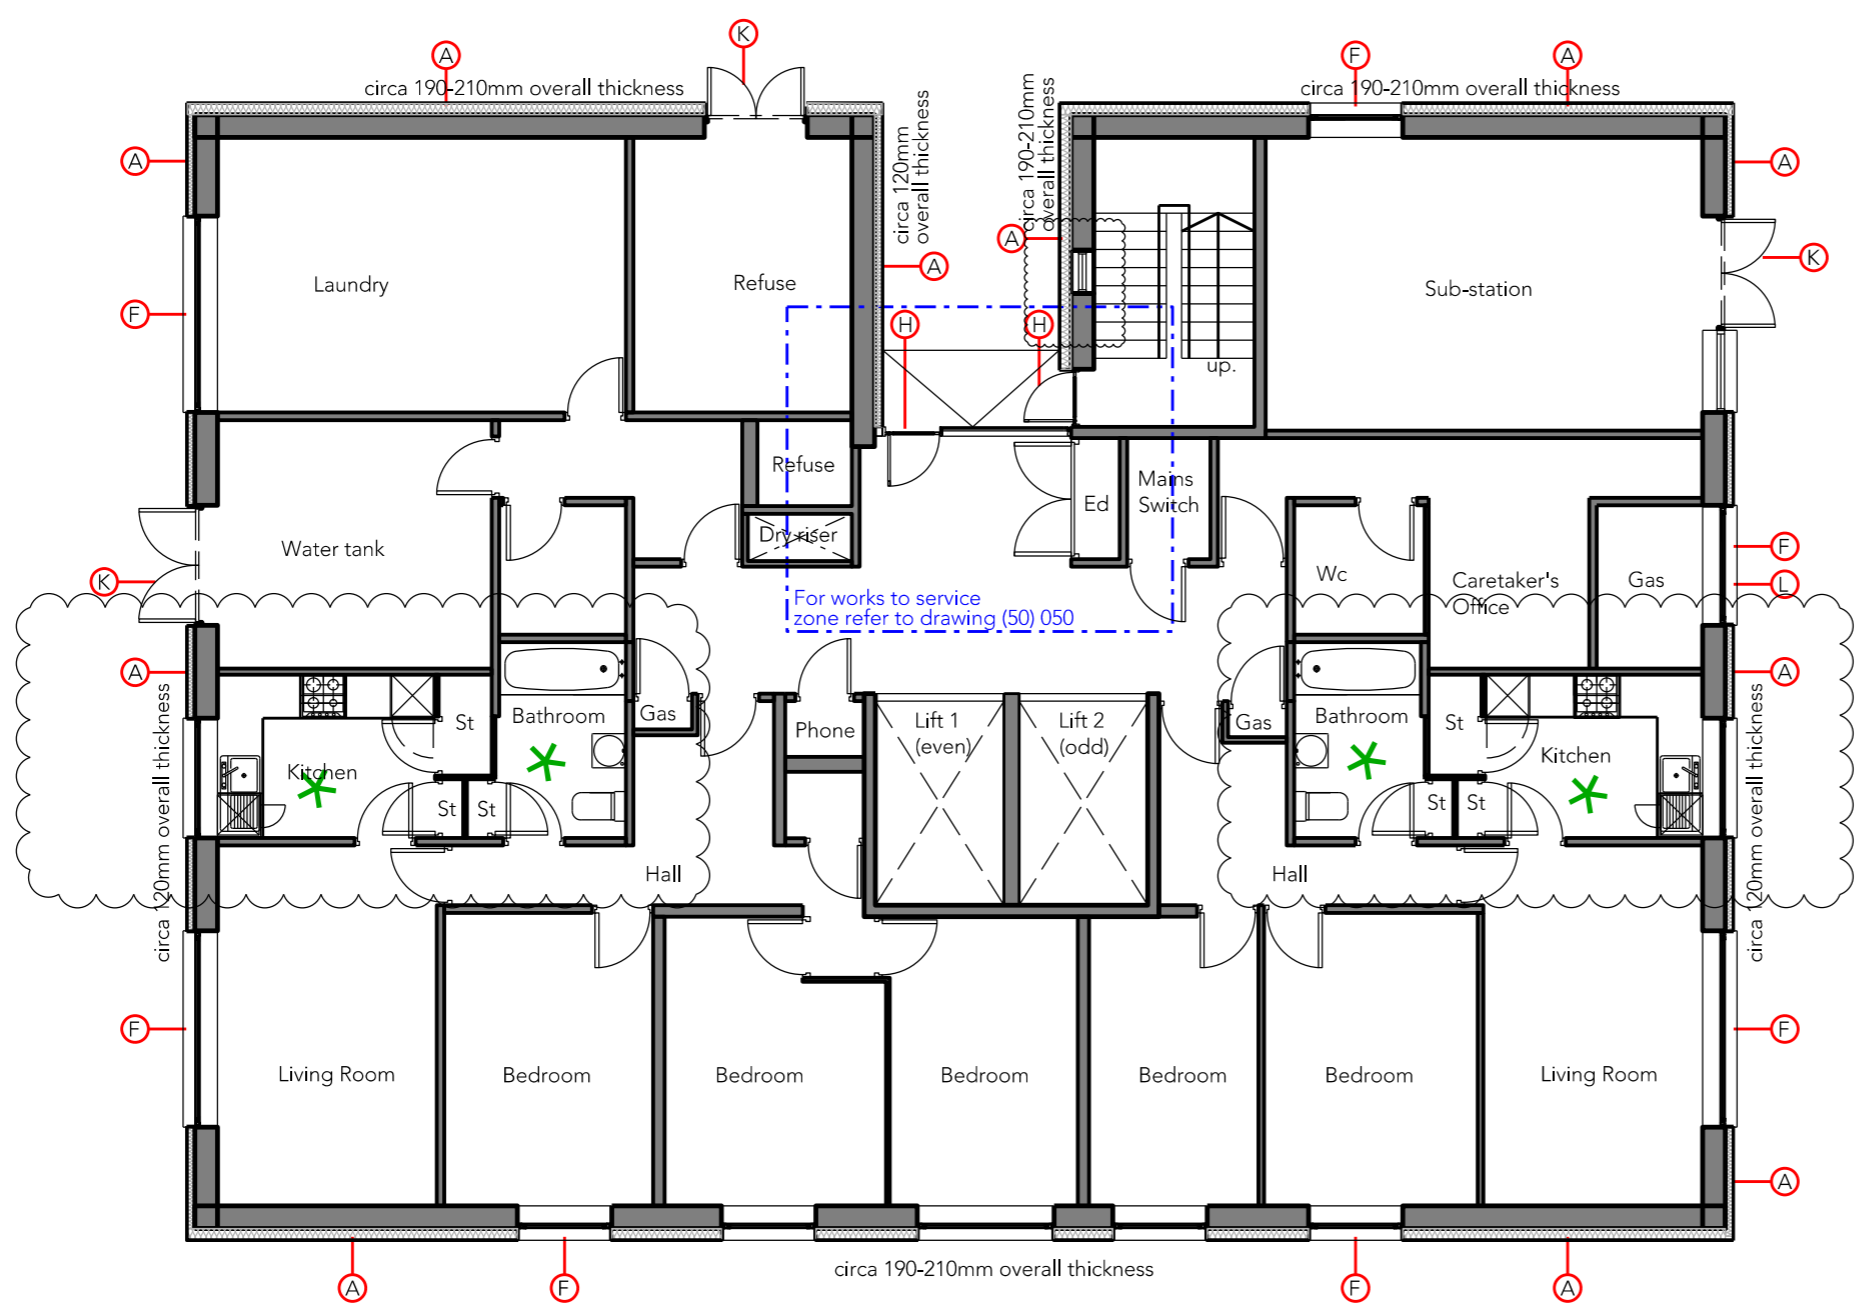 K
A
F
A
circa 190-210mm overall thickness
circa 190-210mm overall thickness
circa 120mm
overall thickness
circa 190-210mm
overall thickness
A
A
A
A
K
Laundry
Refuse
Sub-station
F
H
H
up.
Refuse
Mains
Switch
Ed
Dry riser
Water tank
K
Wc
Caretaker's
Office
Gas
F
L
For works to service
zone refer to drawing (50) 050
A
A
circa 120mm overall thickness
circa 120mm overall thickness
St
Bathroom
Gas
Phone
Lift 1
(even)
Lift 2
(odd)
Gas
Bathroom
St
Kitchen
Kitchen
St
St
St
St
Hall
Hall
F
F
Living Room
Bedroom
Bedroom
Bedroom
Bedroom
Bedroom
Living Room
A
circa 190-210mm overall thickness
A
F
F
A